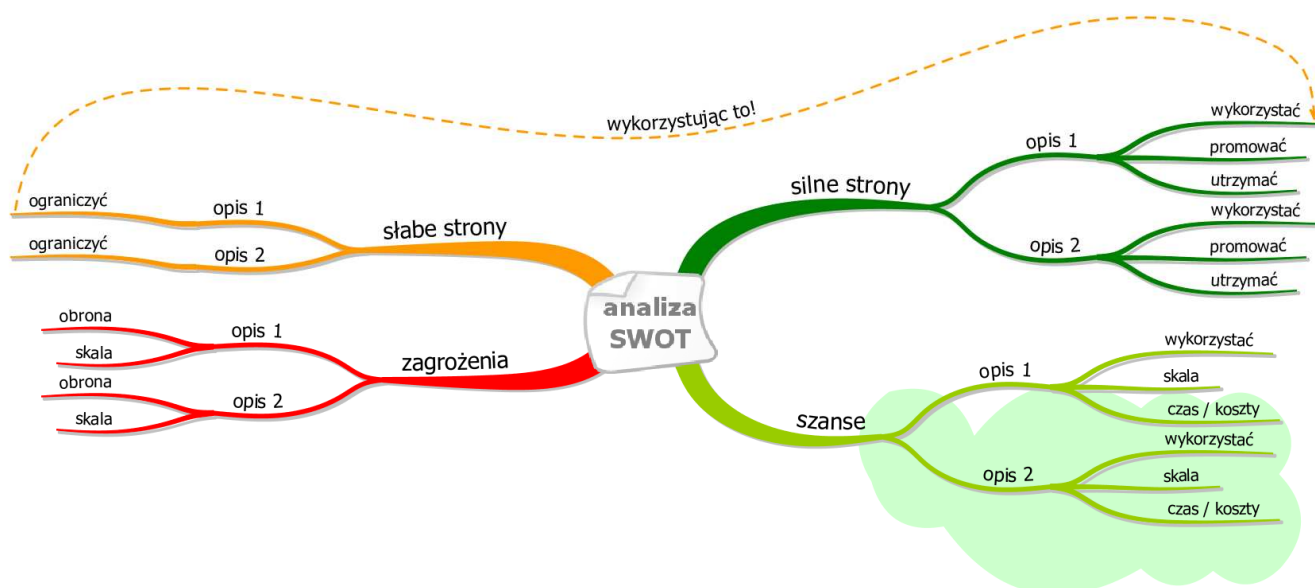 wykorzystując to!
analiza
SWOT
silne strony
opis 1
wykorzystać
promować
utrzymać
opis 2
wykorzystać
promować
utrzymać
szanse
opis 1
wykorzystać
skala
czas / koszty
opis 2
wykorzystać
skala
czas / koszty
słabe strony
opis 1
ograniczyć
opis 2
ograniczyć
zagrożenia
opis 1
obrona
skala
opis 2
obrona
skala